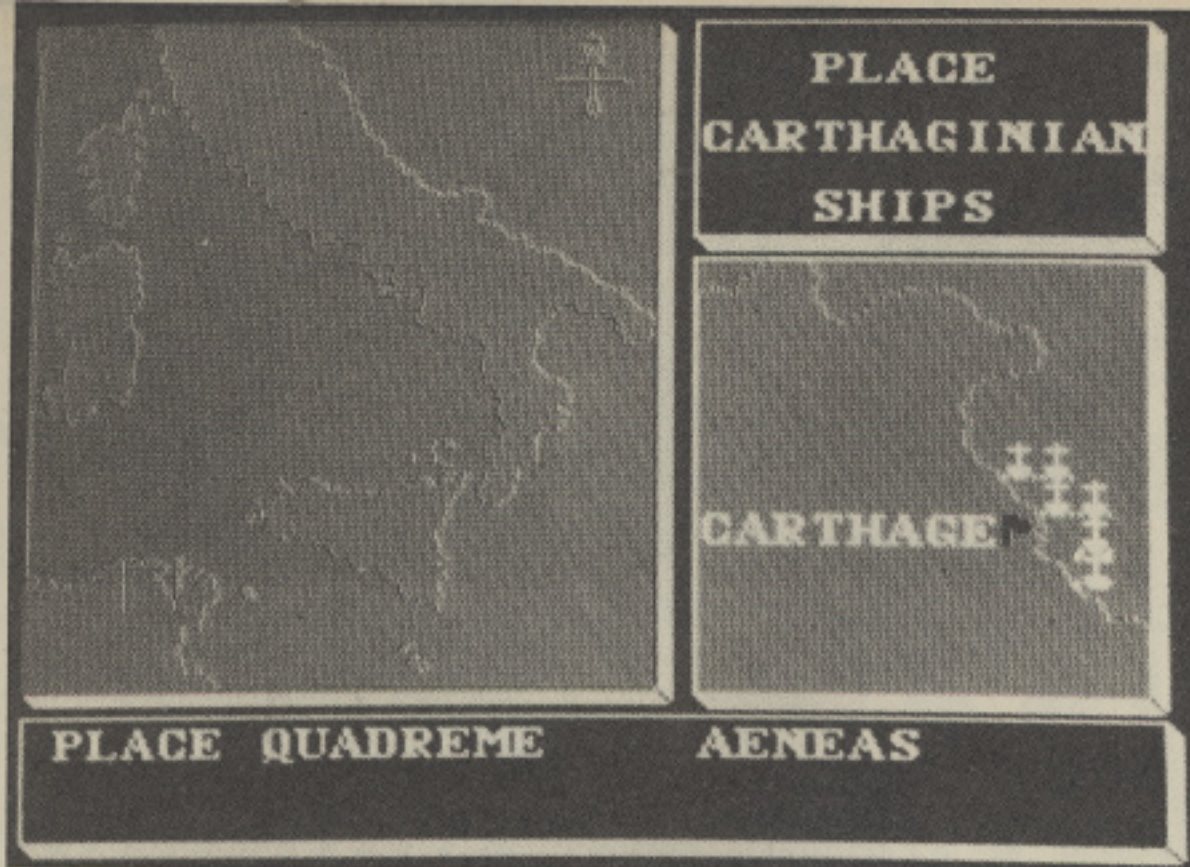 PLACE
CARTHAGINIAN
SHIPS
CARTHAGE
PLACE QUADREME AENEAS